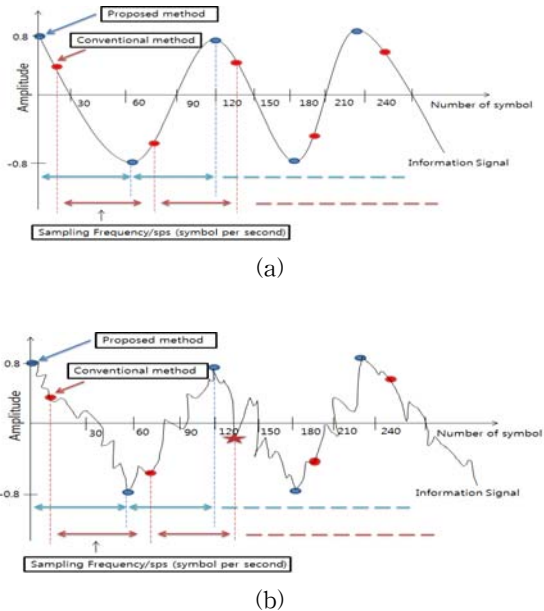 Proposed method
0.8
Conventional method
Amplitude
30 60 90 120 150 180 210 240 Number of symbol
-0.8
Information Signal
Sampling Frequency/sps (symbol per second)
(a)
Proposed method
0.8
Conventional method
Amplitude
30 60 90 120 150 180 210 240 Number of symbol
-0.8
Information Signal
Sampling Frequency/sps (symbol per second)
(b)